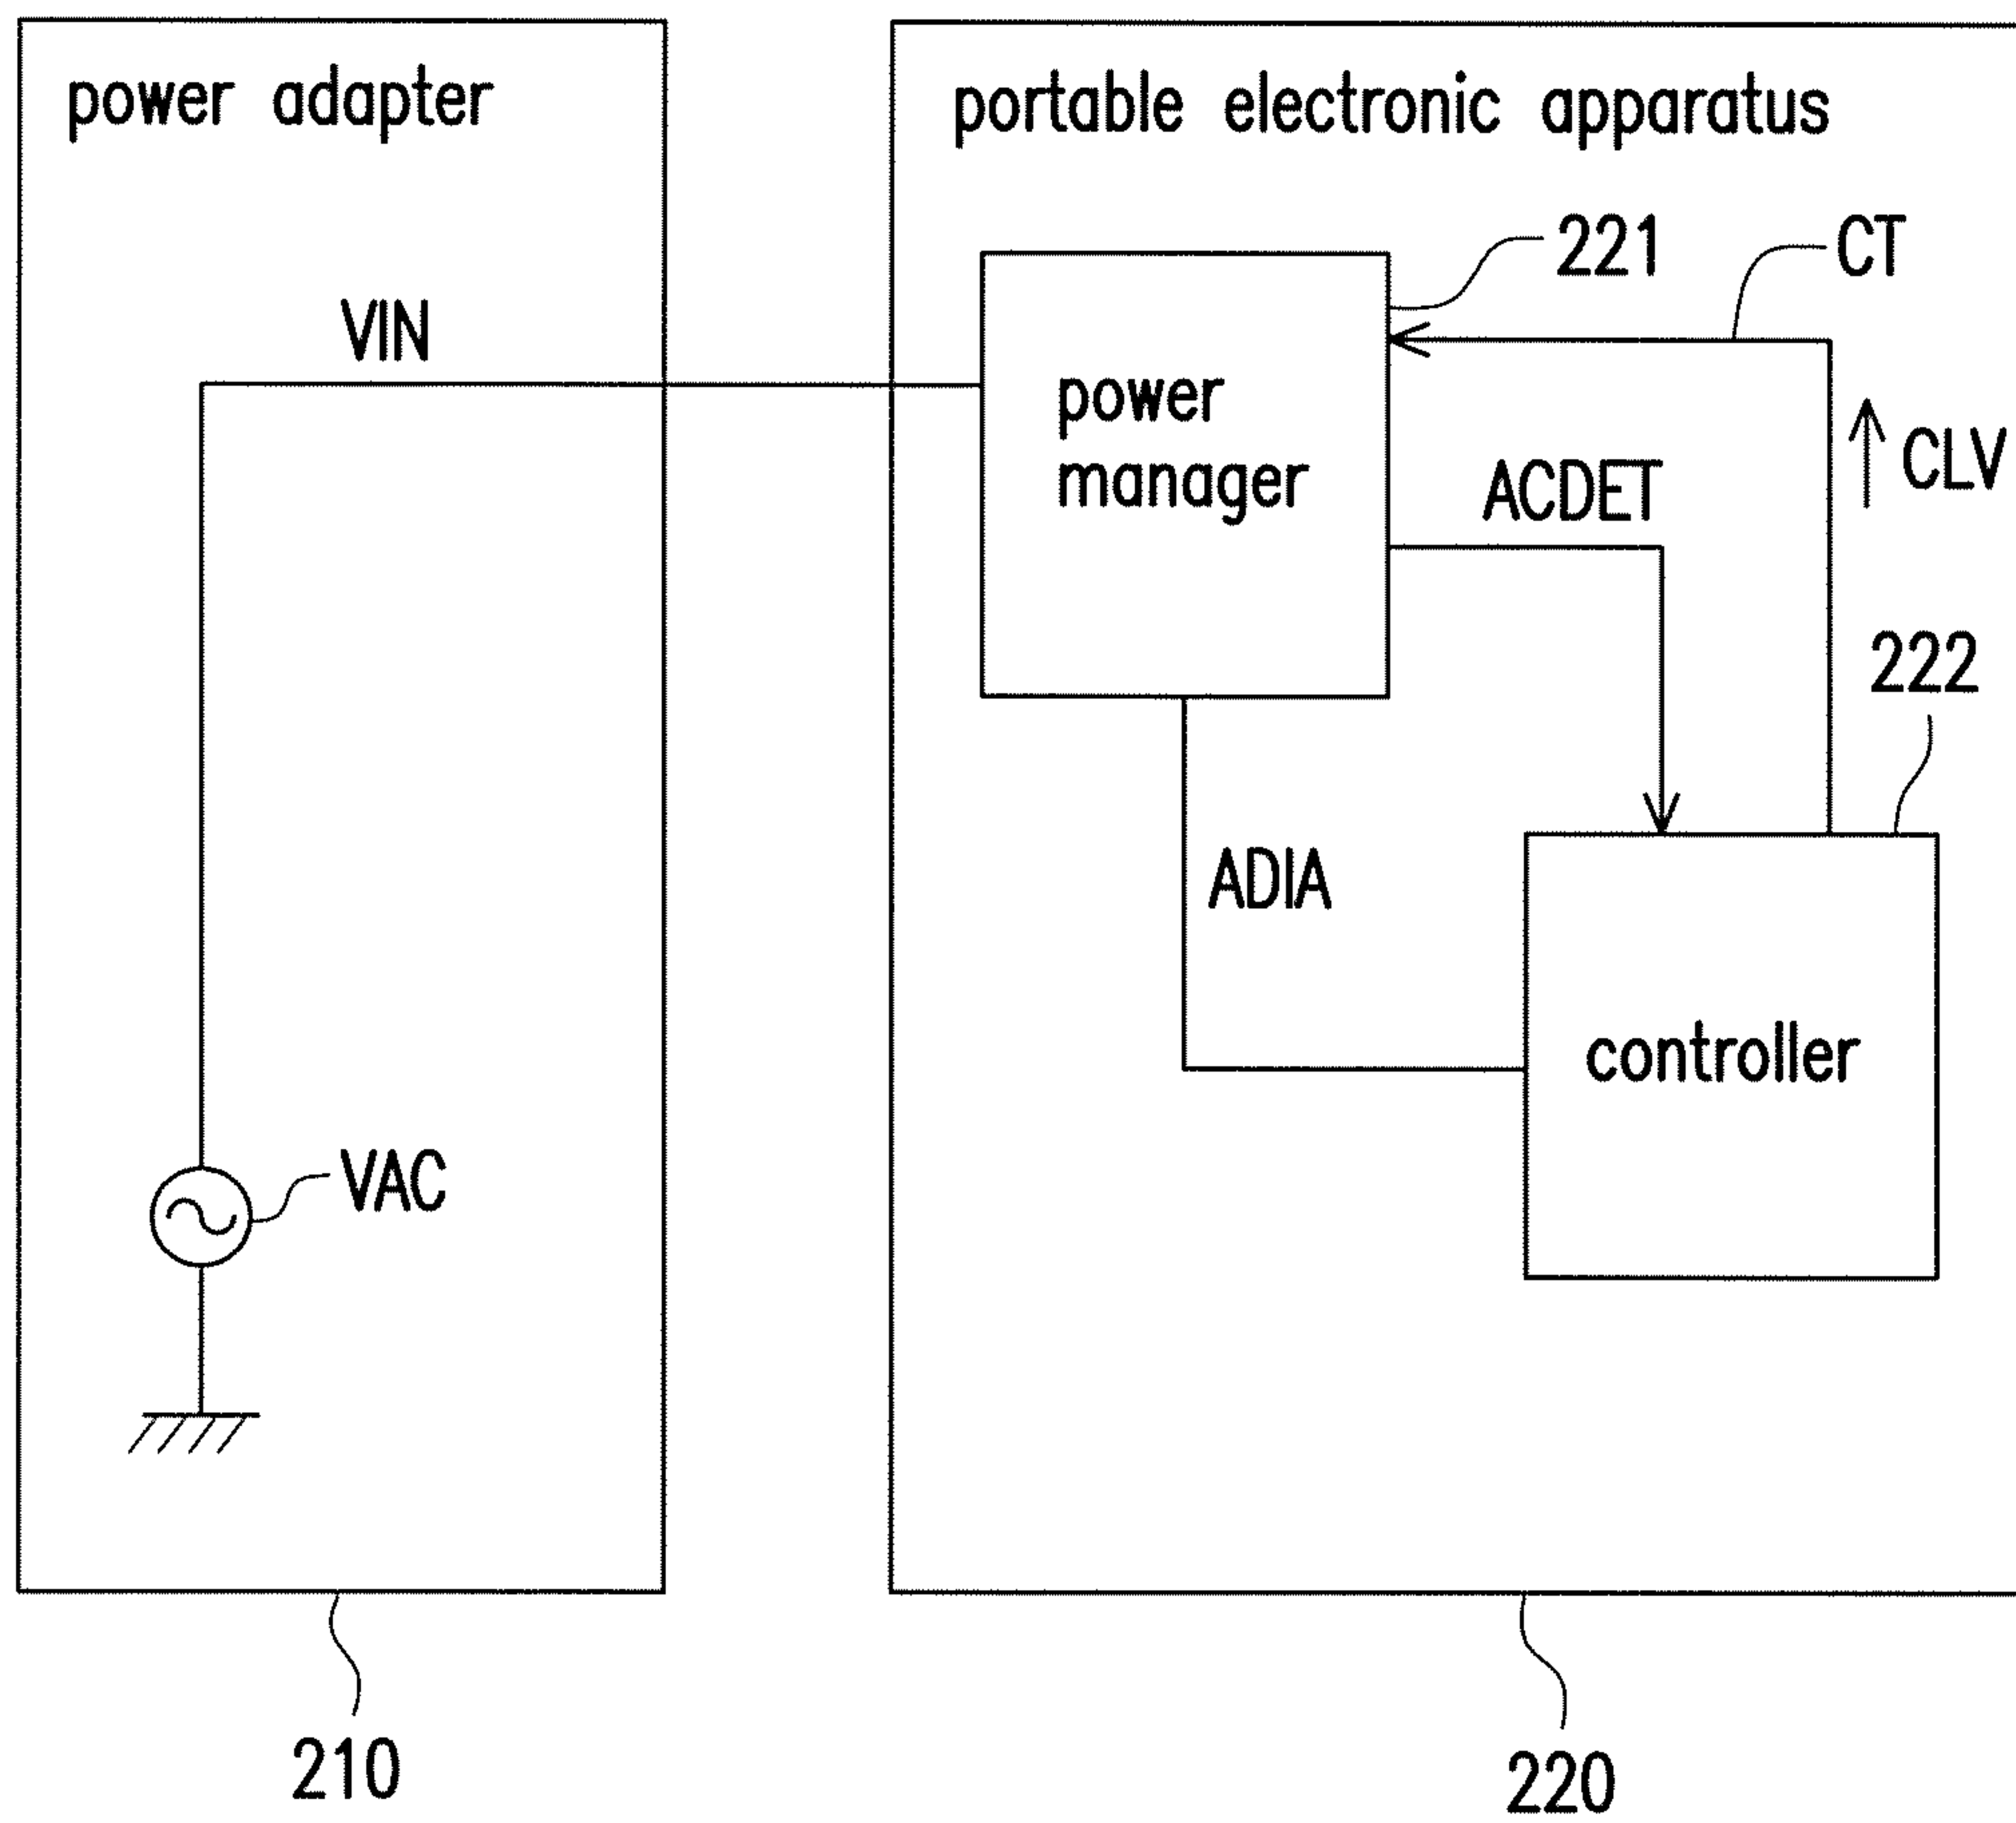 power adapter
portable electronic apparatus
221
CT
VIN
power
manager
CLV
ACDET
222
ADIA
controller
VAC
210
220